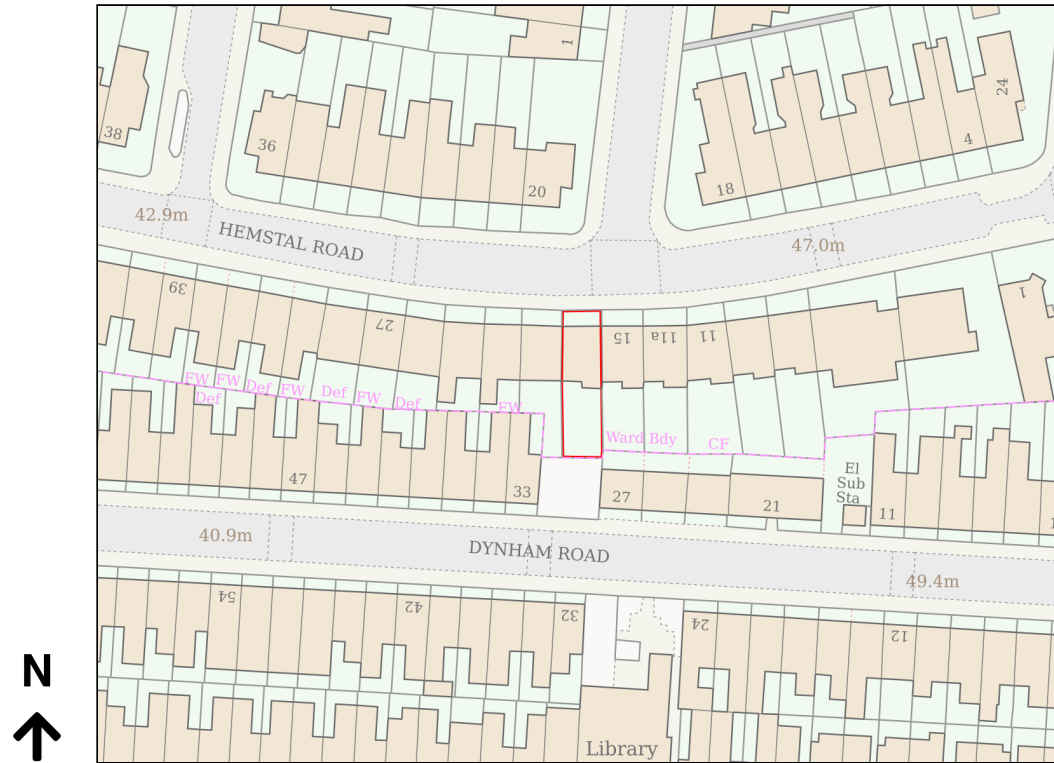 1
24
38
36
4
20
18
42.9m
HEMSTAL ROAD
47.0m
39
1
27
15
11a
11
FW FW Def FW Def FW Def FW
Def
Ward Bdy CF
El
Sub
Sta
47
33
27
21
11
1
40.9m
DYNHAM ROAD
49.4m
54
42
32
24
12
N
Library